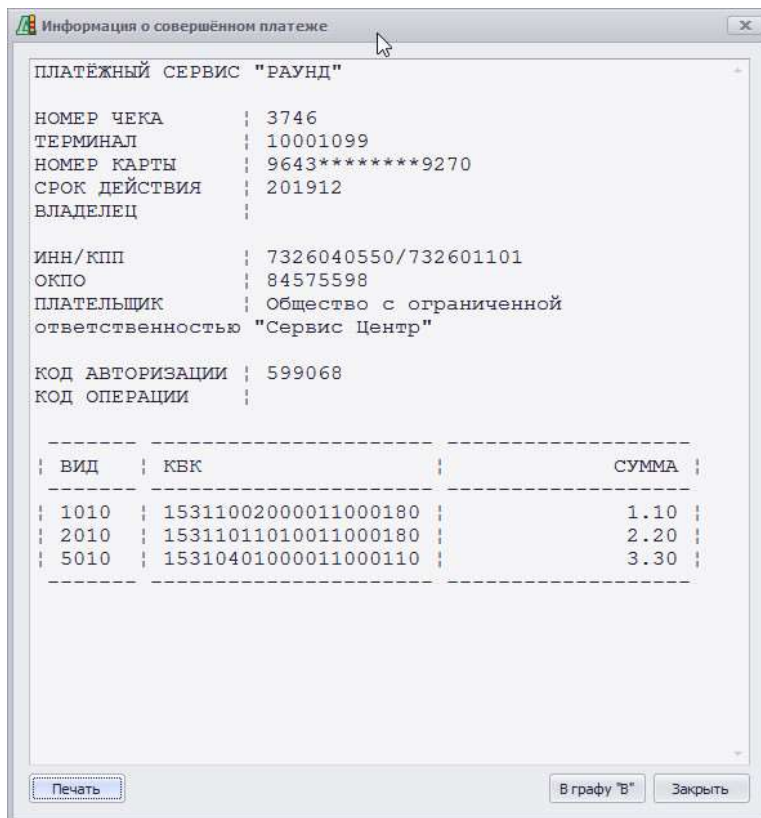 Информация о совершённом платеже
ПЛАТЁЖНЫЙ СЕРВИС "РАУНД"
НОМЕР ЧЕКА ¦ 3746
ТЕРМИНАЛ ¦ 10001099
НОМЕР КАРТЫ ¦ 9643********9270
СРОК ДЕЙСТВИЯ ¦ 201912
ВЛАДЕЛЕЦ ¦
ИНН/КПП ¦ 7326040550/732601101
ОКПО ¦ 84575598
ПЛАТЕЛЬЩИК ¦ Общество с ограниченной
ответственностью "Сервис Центр"
КОД АВТОРИЗАЦИИ ¦ 599068
КОД ОПЕРАЦИИ ¦
------- ---------------------- -------------------
¦ ВИД ¦ КБК ¦ СУММА ¦
------- ---------------------- -------------------
¦ 1010 ¦ 15311002000011000180 ¦ 1.10 ¦
¦ 2010 ¦ 15311011010011000180 ¦ 2.20 ¦
¦ 5010 ¦ 15310401000011000110 ¦ 3.30 ¦
------- ---------------------- -------------------
Печать В графу "В" Закрыть